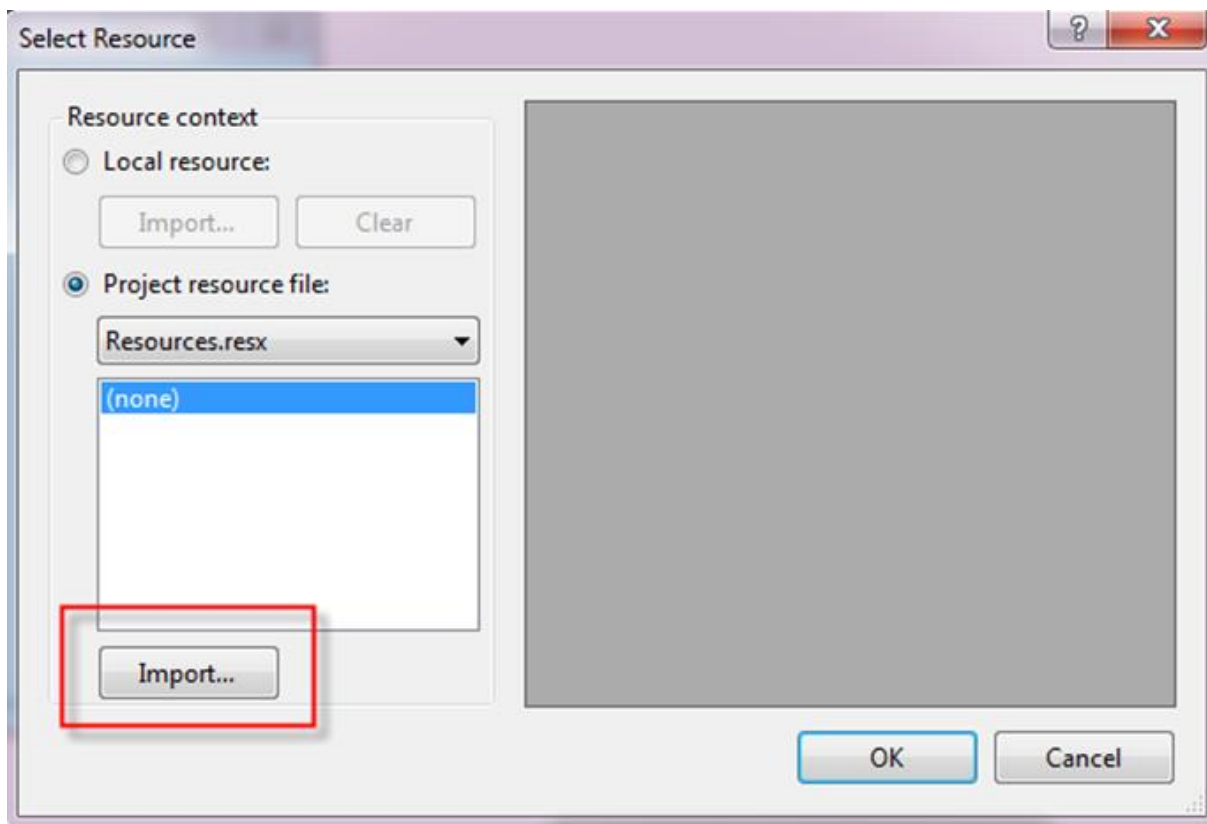 Select Resource
?
Resource context
Local resource:
Import... Clear
Project resource file:
Resources.resx
(none)
Import...
OK Cancel